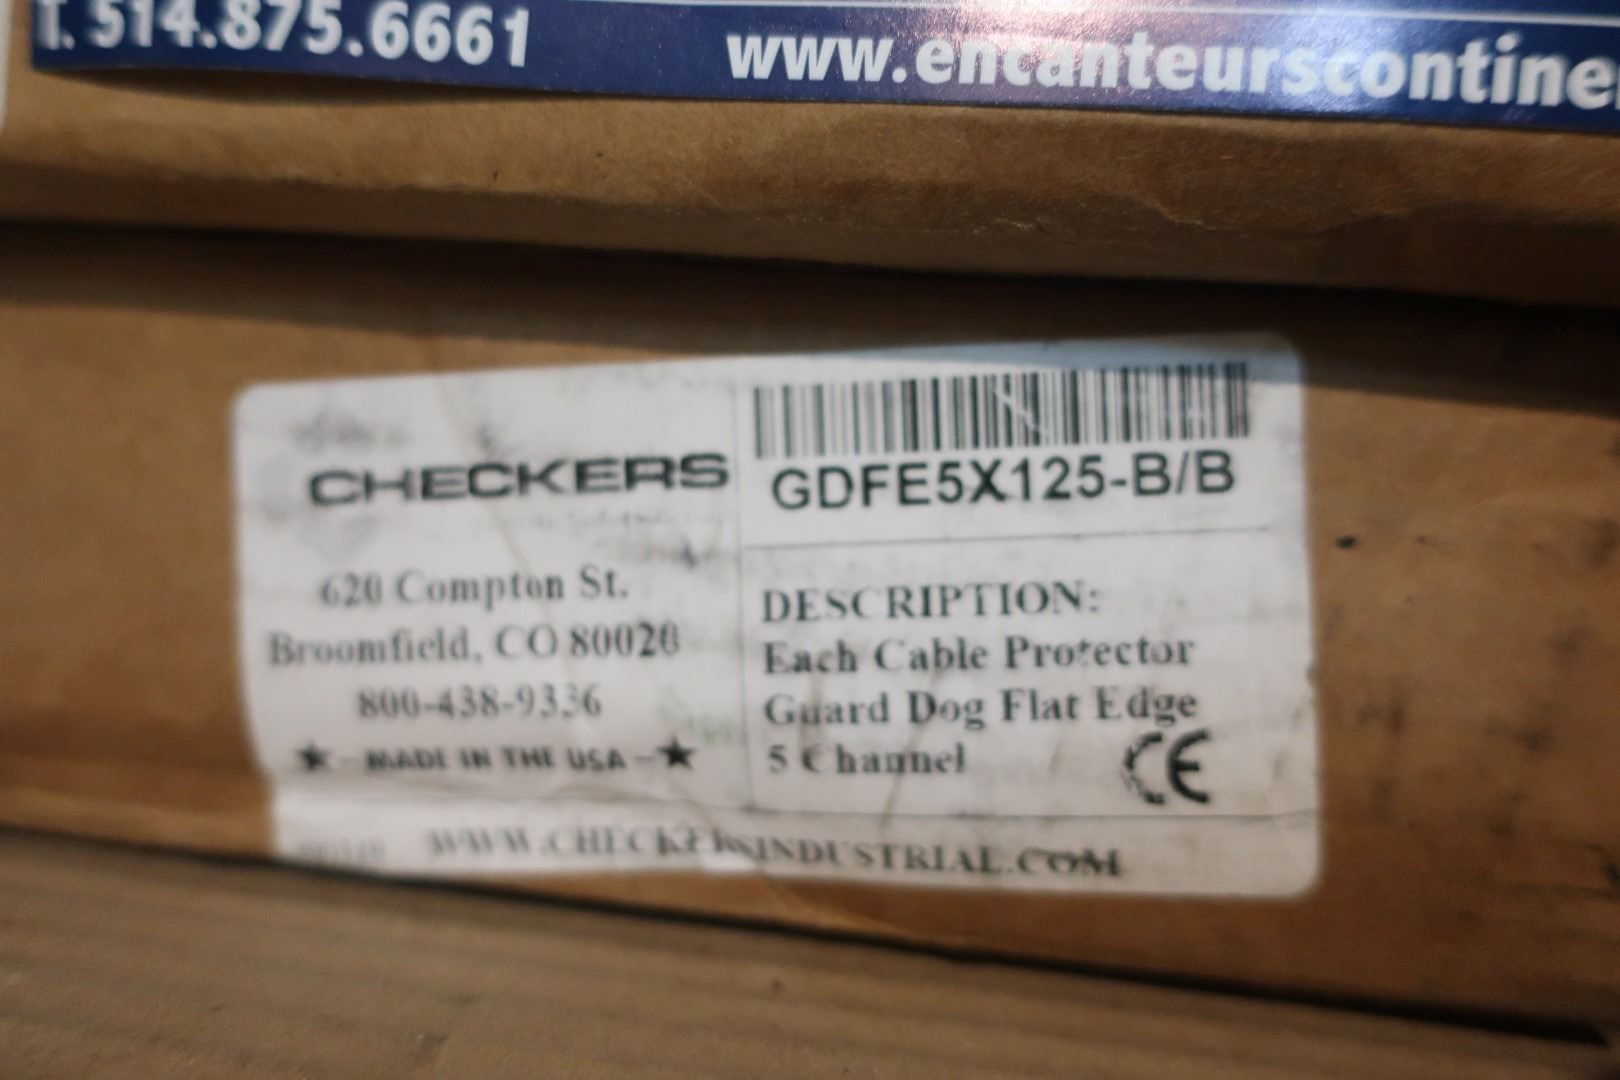 T. 514.875.6661
www.encanteurscontine
CHECKERS
620 Compton St.
Broomfield, CO 80020
800-438-9336
★ - MADE IN THE USA - ★
GDFE5X125-B/B
DESCRIPTION:
Each Cable Protector
Guard Dog Flat Edge
5 Channel
CE
WWW.CHECKERSINDUSTRIAL.COM